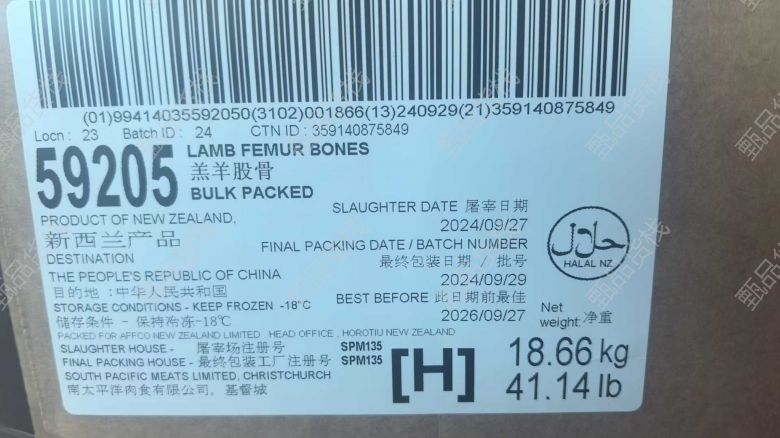 (01)99414035592050(3102)001866(13)240929(21)359140875849
Locn: 23 Batch ID: 24 CTN ID: 359140875849
59205
LAMB FEMUR BONES
羔羊股骨
BULK PACKED
PRODUCT OF NEW ZEALAND,
新西兰产品
DESTINATION
THE PEOPLE'S REPUBLIC OF CHINA
目的地:中华人民共和国
STORAGE CONDITIONS - KEEP FROZEN -18°C
储存条件 - 保持冷冻-18℃
SLAUGHTER DATE 屠宰日期
2024/09/27
FINAL PACKING DATE / BATCH NUMBER
最终包装日期 / 批号
2024/09/29
BEST BEFORE 此日期前最佳
2026/09/27
حلال
HALAL NZ
PACKED FOR AFFCO NEW ZEALAND LIMITED HEAD OFFICE, HOROTIU NEW ZEALAND
SLAUGHTER HOUSE - 屠宰场注册号 SPM135
FINAL PACKING HOUSE - 最终包装工厂注册号 SPM135
SOUTH PACIFIC MEATS LIMITED, CHRISTCHURCH
南太平洋肉食有限公司, 基督城
[H]
Net
weight: 净重
18.66 kg
41.14 lb
甄品货栈